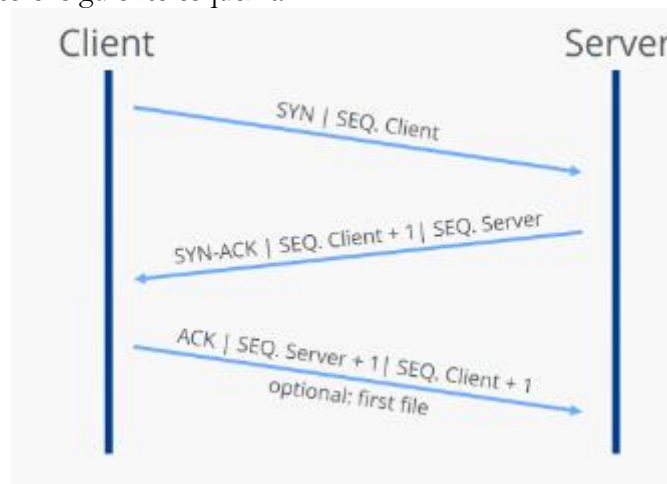 Client
Server
SYN | SEQ. Client
SYN-ACK | SEQ. Client + 1| SEQ. Server
ACK | SEQ. Server + 1| SEQ. Client + 1
optional: first file